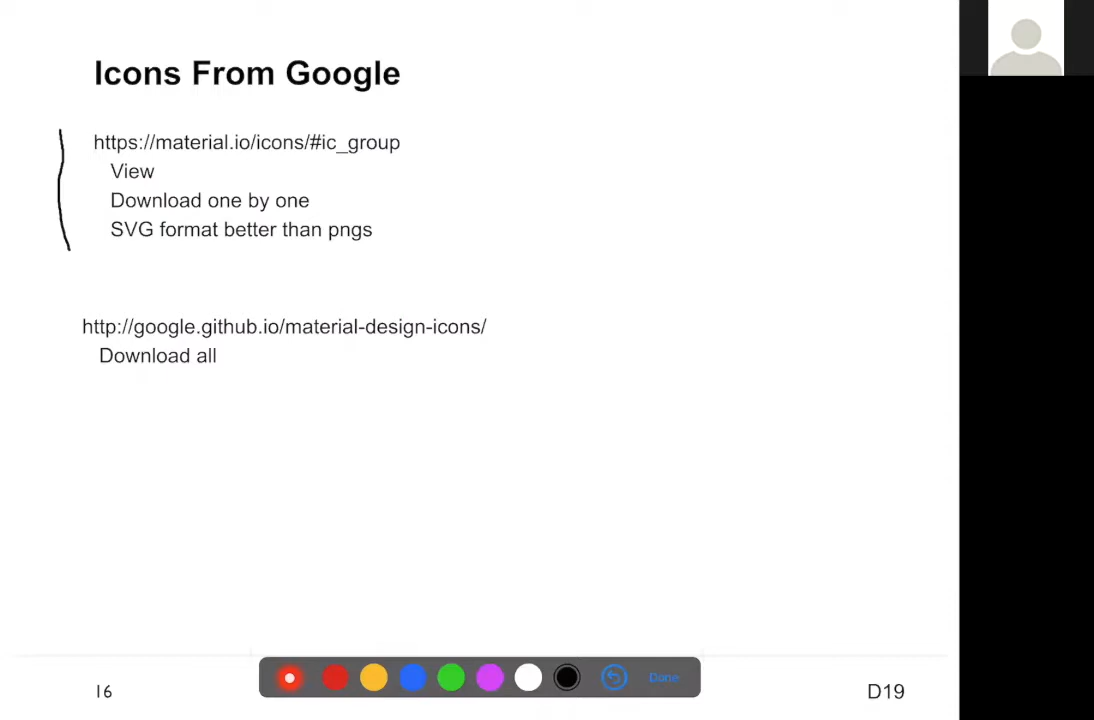 Icons From Google
https://material.io/icons/#ic_group
View
Download one by one
SVG format better than pngs
http://google.github.io/material-design-icons/
Download all
16
Done
D19